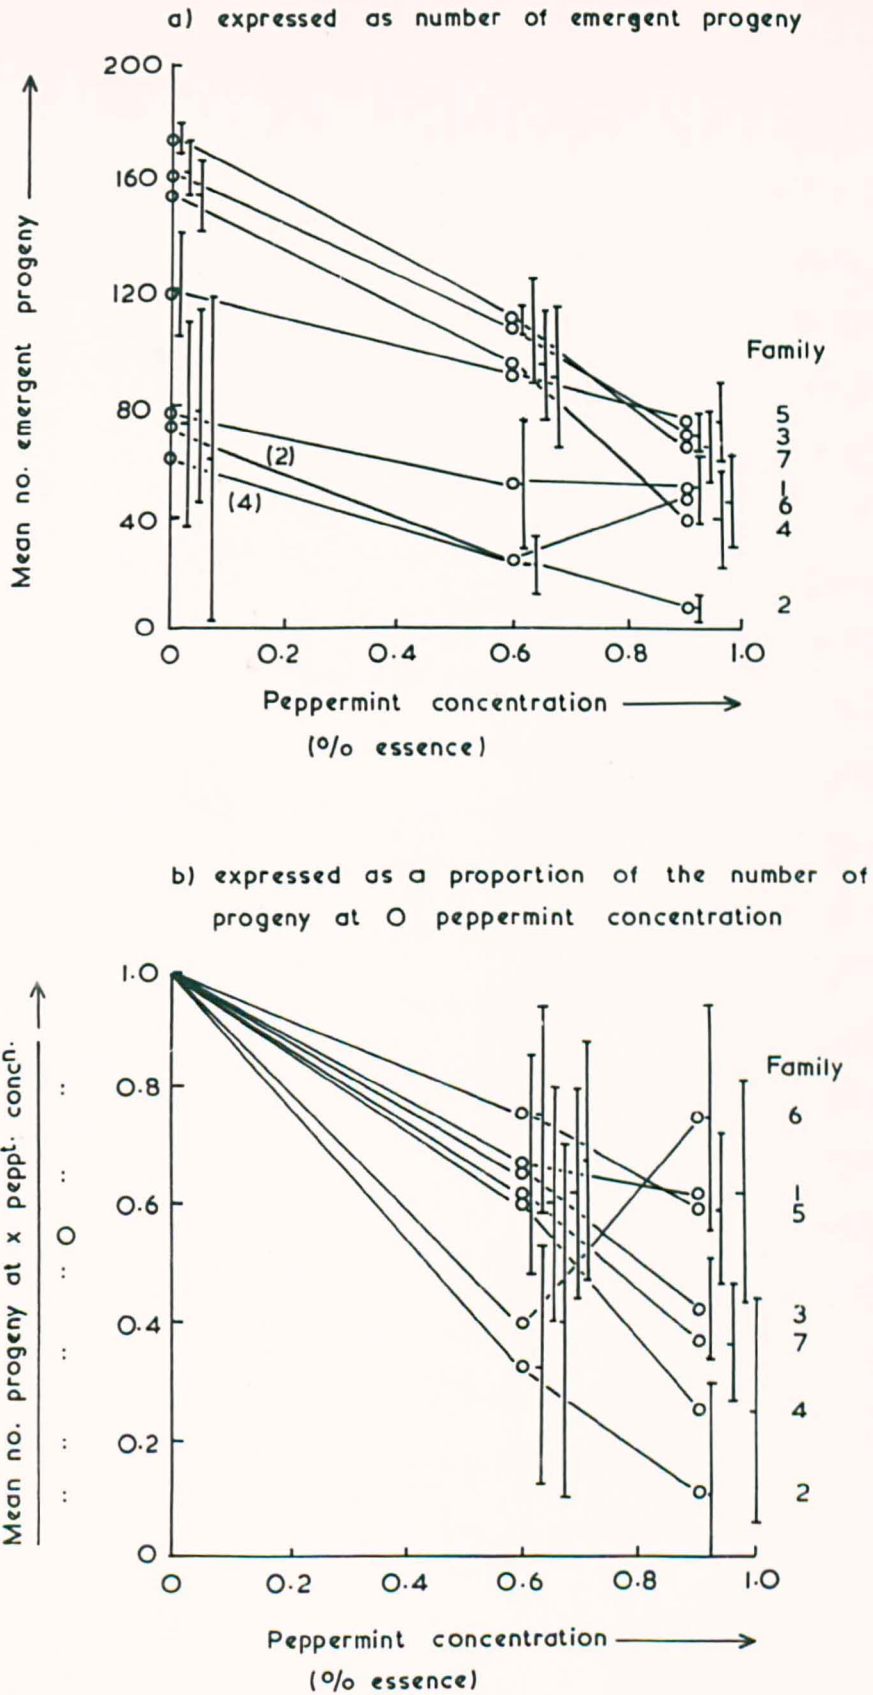 a) expressed as number of emergent progeny
200
160
120
80
40
0
Mean no. emergent progeny
(2)
(4)
Family
5
3
7
1
6
4
2
0 0.2 0.4 0.6 0.8 1.0
Peppermint concentration
(% essence)
b) expressed as a proportion of the number of
progeny at 0 peppermint concentration
1.0
0.8
0.6
0.4
0.2
0
Mean no. progeny at x peppt. concn.
" " 0 " " " "
Family
6
1
5
3
7
4
2
0 0.2 0.4 0.6 0.8 1.0
Peppermint concentration
(% essence)